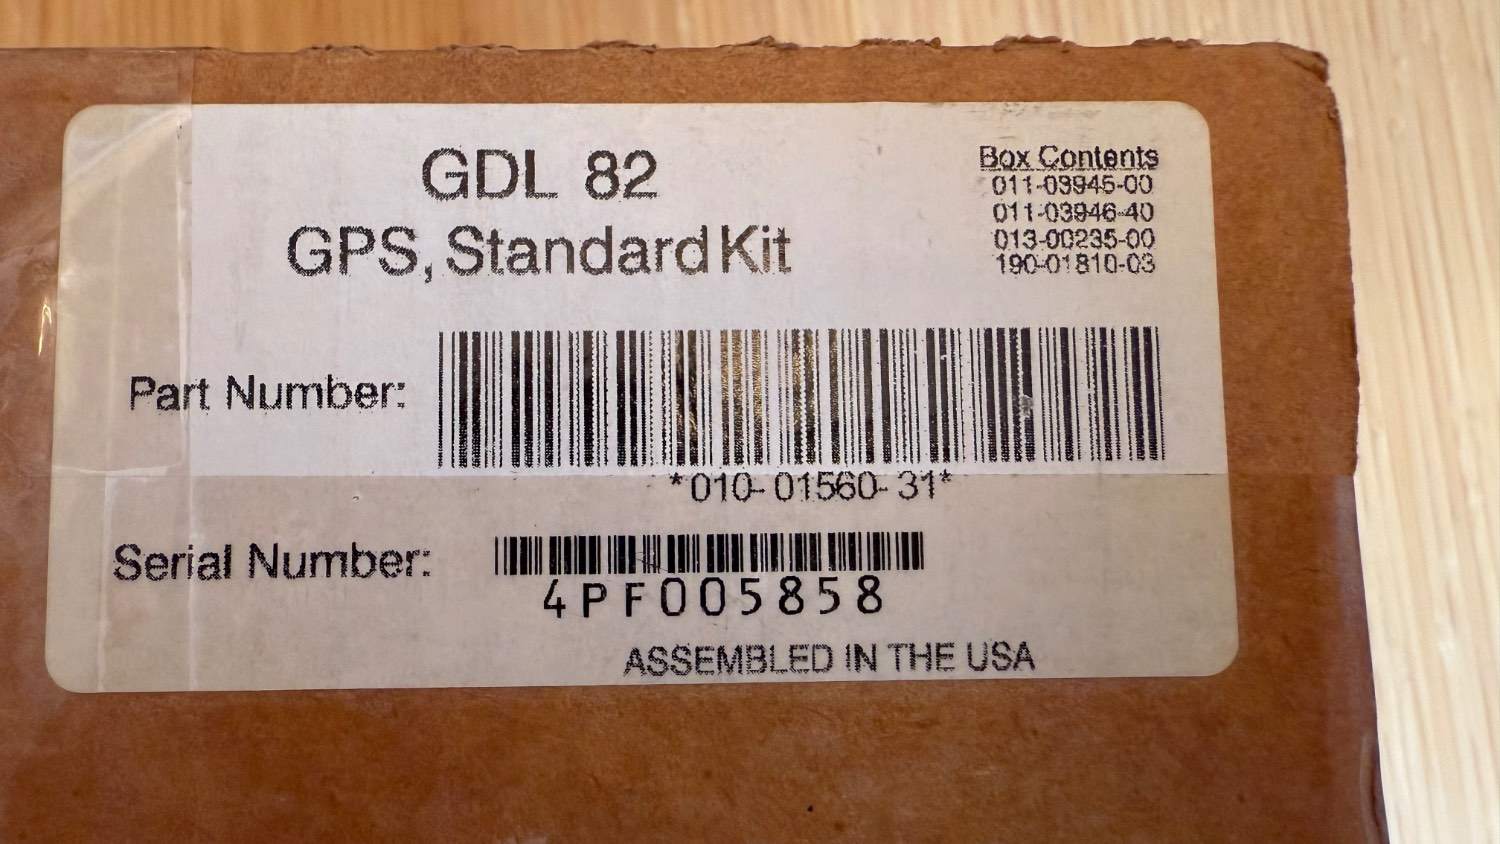 GDL 82
GPS, Standard Kit
Box Contents
011-03945-00
011-03946-40
013-00235-00
190-01810-03
Part Number:
*010-01560-31*
Serial Number:
4PF005858
ASSEMBLED IN THE USA